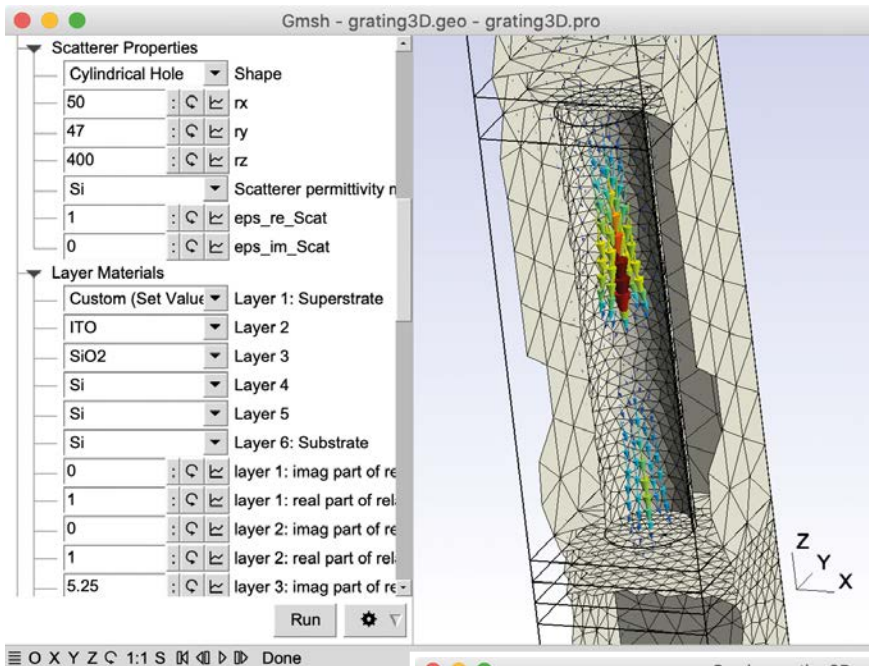 Gmsh - grating3D.geo - grating3D.pro
Scatterer Properties
Cylindrical Hole Shape
50 : rx
47 : ry
400 : rz
Si Scatterer permittivity
1 : eps_re_Scat
0 : eps_im_Scat
Layer Materials
Custom (Set Value Layer 1: Superstrate
ITO Layer 2
SiO2 Layer 3
Si Layer 4
Si Layer 5
Si Layer 6: Substrate
0 : layer 1: imag part of re
1 : layer 1: real part of rel
0 : layer 2: imag part of re
1 : layer 2: real part of rel
5.25 : layer 3: imag part of re
Run
Z
Y
X
O X Y Z 1:1 S Done